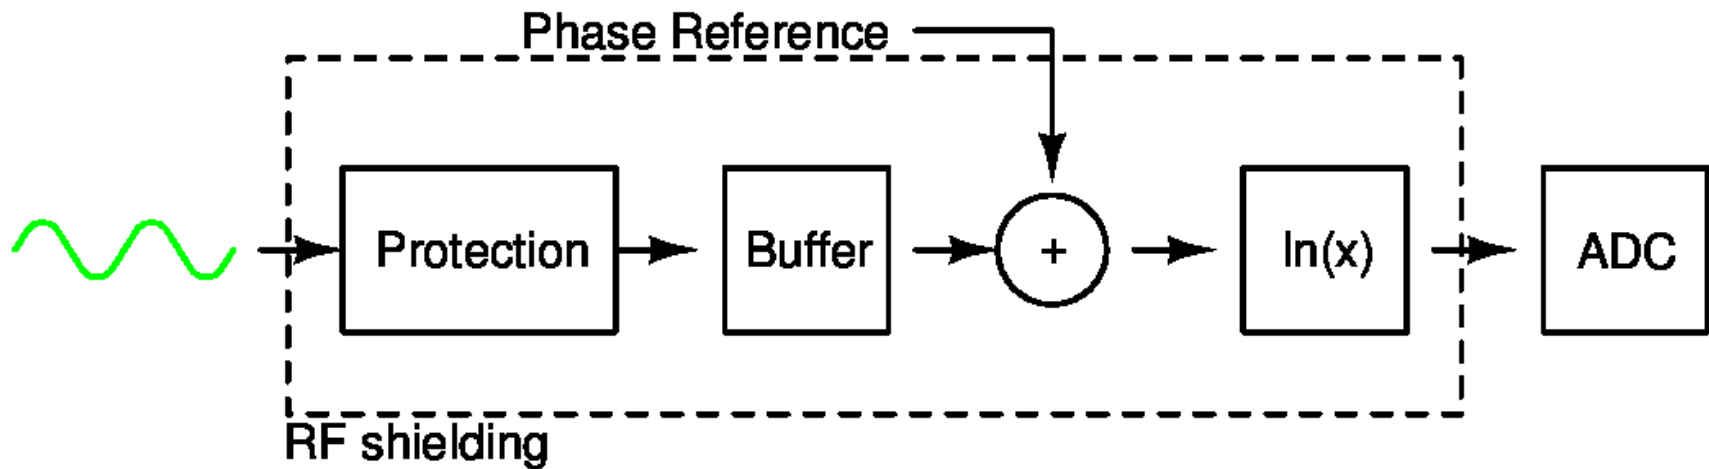 Phase Reference
Protection
Buffer
+
ln(x)
ADC
RF shielding